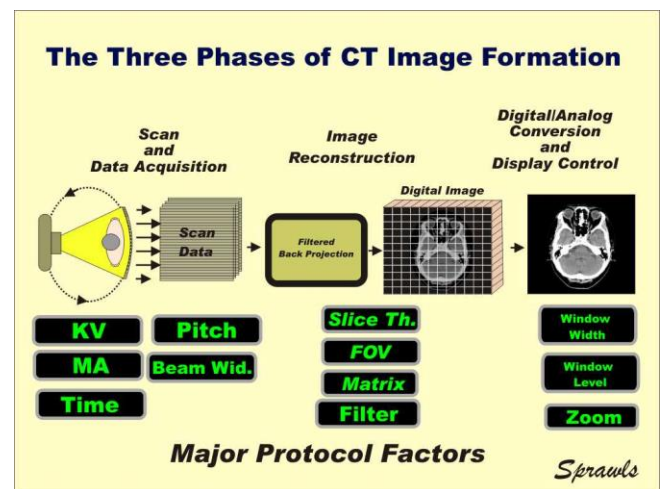 The Three Phases of CT Image Formation
Scan
and
Data Acquisition
Image
Reconstruction
Digital/Analog
Conversion
and
Display Control
Digital Image
Scan
Data
Filtered
Back Projection
KV
Pitch
MA
Beam Wid.
Time
Slice Th.
FOV
Matrix
Filter
Window
Width
Window
Level
Zoom
Major Protocol Factors
Sprawls